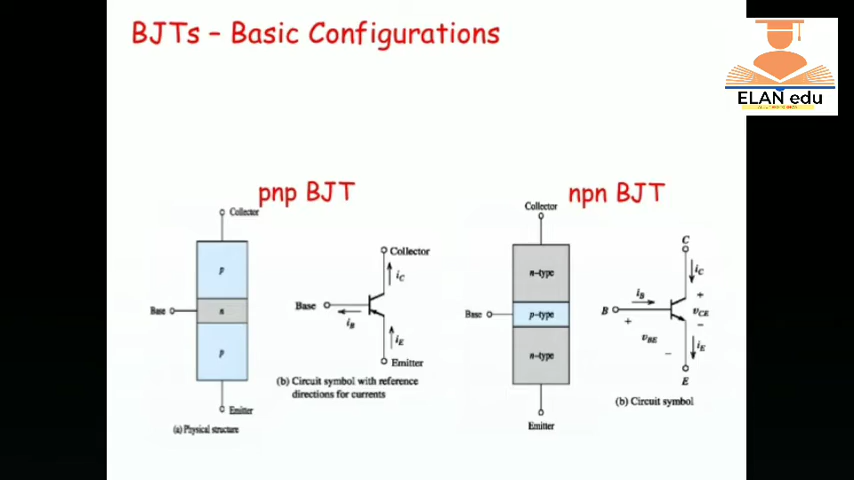 BJTs – Basic Configurations
ELAN edu
pnp BJT
npn BJT
Collector
p
Base
n
p
Emitter
(a) Physical structure
Collector
iC
Base
iB
iE
Emitter
(b) Circuit symbol with reference
directions for currents
Collector
n-type
Base
p-type
n-type
Emitter
C
iC
iB
+
B
vCE
+
−
vBE
iE
−
E
(b) Circuit symbol